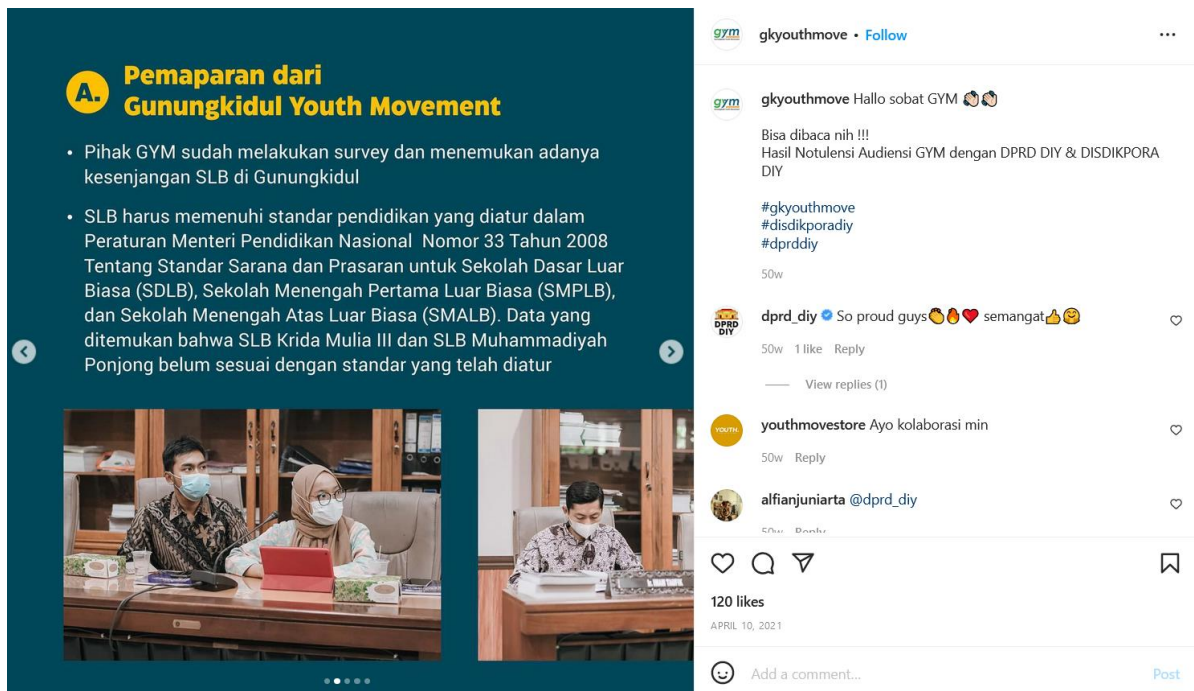 A.
Pemaparan dari
Gunungkidul Youth Movement
• Pihak GYM sudah melakukan survey dan menemukan adanya
kesenjangan SLB di Gunungkidul
• SLB harus memenuhi standar pendidikan yang diatur dalam
Peraturan Menteri Pendidikan Nasional Nomor 33 Tahun 2008
Tentang Standar Sarana dan Prasaran untuk Sekolah Dasar Luar
Biasa (SDLB), Sekolah Menengah Pertama Luar Biasa (SMPLB),
dan Sekolah Menengah Atas Luar Biasa (SMALB). Data yang
ditemukan bahwa SLB Krida Mulia III dan SLB Muhammadiyah
Ponjong belum sesuai dengan standar yang telah diatur
gym
gkyouthmove • Follow
gym
gkyouthmove Hallo sobat GYM 👏🏻👏🏻
Bisa dibaca nih !!!
Hasil Notulensi Audiensi GYM dengan DPRD DIY & DISDIKPORA
DIY
#gkyouthmove
#disdikporadiy
#dprddiy
50w
DPRD
DIY
dprd_diy So proud guys👏🔥❤️ semangat👍🤗
50w 1 like Reply
View replies (1)
YOUTH.
youthmovestore Ayo kolaborasi min
50w Reply
alfianjuniarta @dprd_diy
50w Reply
120 likes
APRIL 10, 2021
Add a comment...
Post